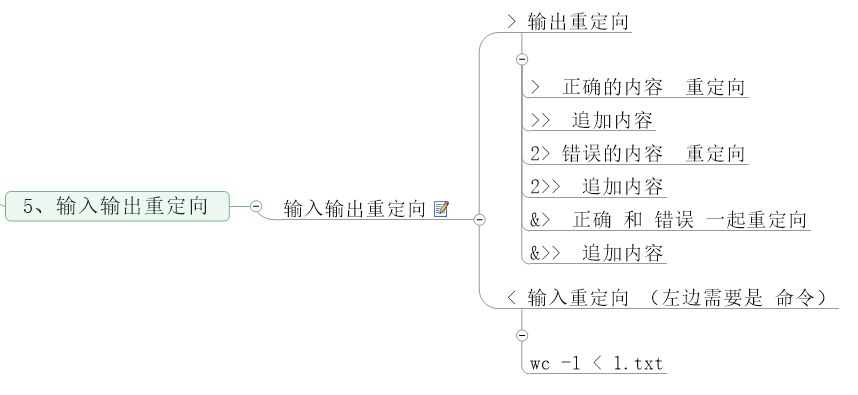 > 输出重定向
> 正确的内容 重定向
>> 追加内容
2> 错误的内容 重定向
2>> 追加内容
5、输入输出重定向
输入输出重定向
&> 正确 和 错误 一起重定向
&>> 追加内容
< 输入重定向 （左边需要是 命令）
wc -l < 1.txt